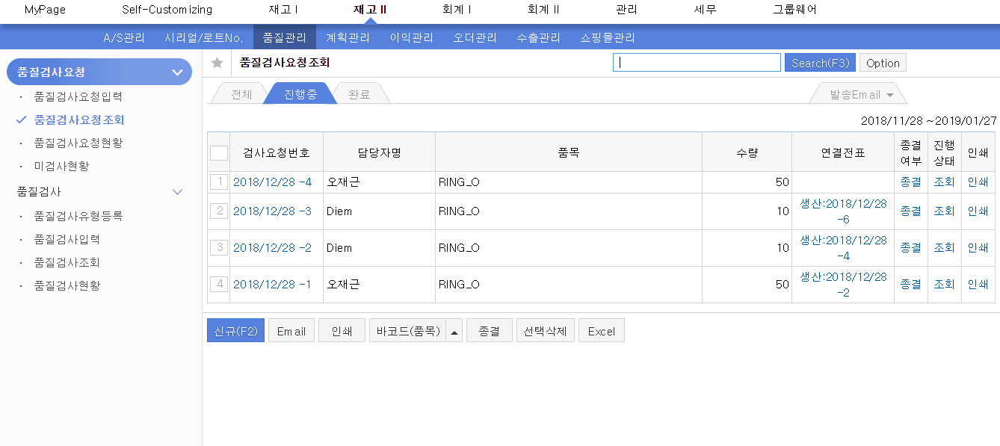 MyPage Self-Customizing 재고 I 재고 II 회계 I 회계 II 관리 세무 그룹웨어
A/S관리 시리얼/로트No. 품질관리 계획관리 이익관리 오더관리 수출관리 쇼핑몰관리
품질검사요청
· 품질검사요청입력
품질검사요청조회
· 품질검사요청현황
· 미검사현황
품질검사
· 품질검사유형등록
· 품질검사입력
· 품질검사조회
· 품질검사현황
품질검사요청조회 Search(F3) Option
전체 진행중 완료 발송Email
2018/11/28 ~2019/01/27
검사요청번호 담당자명 품목 수량 연결전표 종결 여부 진행 상태 인쇄
1 2018/12/28 -4 오재근 RING_O 50 종결 조회 인쇄
2 2018/12/28 -3 Diem RING_O 10 생산:2018/12/28 -6 종결 조회 인쇄
3 2018/12/28 -2 Diem RING_O 10 생산:2018/12/28 -4 종결 조회 인쇄
4 2018/12/28 -1 오재근 RING_O 50 생산:2018/12/28 -2 종결 조회 인쇄
신규(F2) Email 인쇄 바코드(품목) 종결 선택삭제 Excel